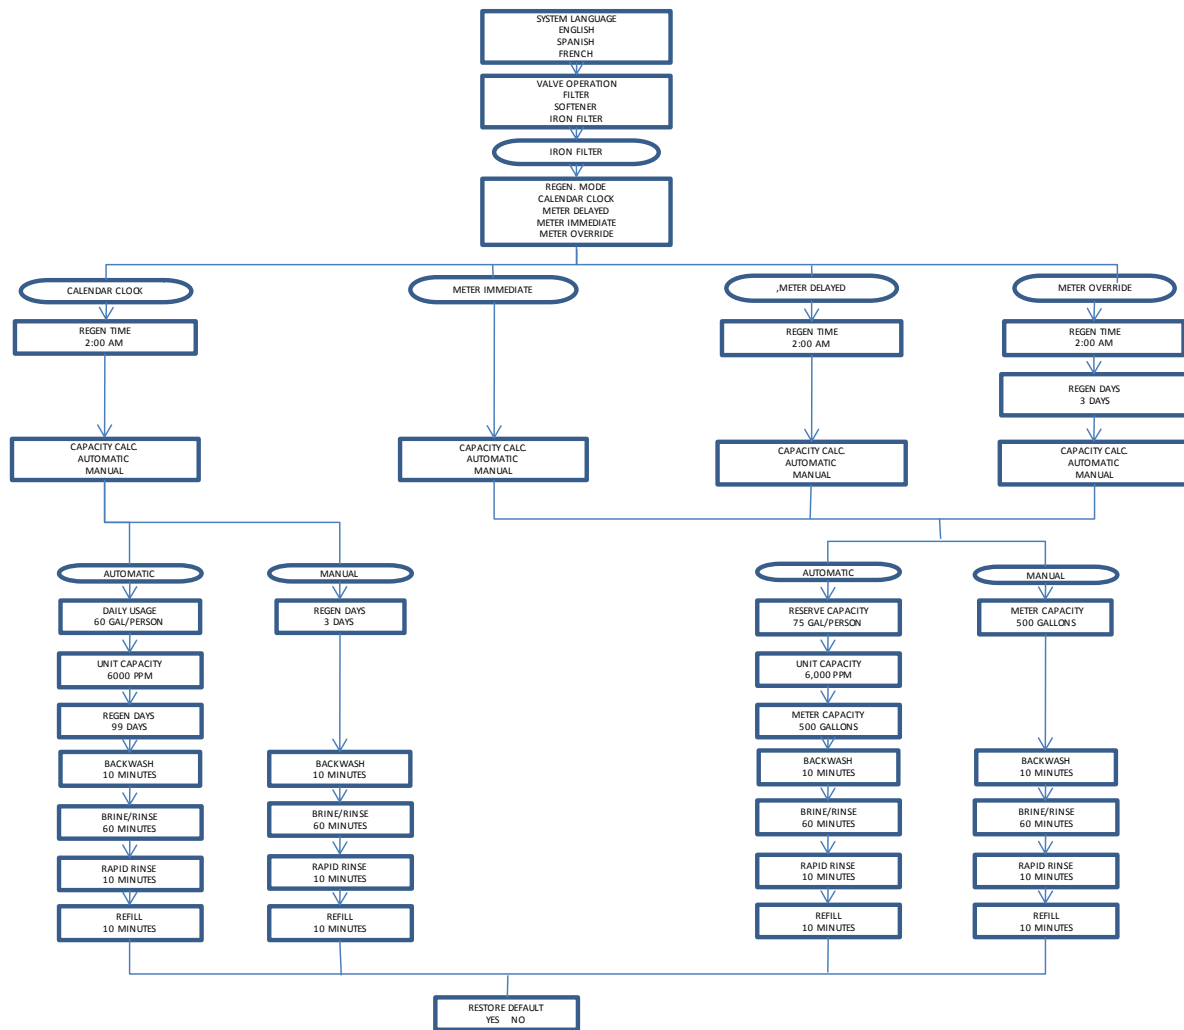 SYSTEM LANGUAGE
ENGLISH
SPANISH
FRENCH
VALVE OPERATION
FILTER
SOFTENER
IRON FILTER
IRON FILTER
REGEN. MODE
CALENDAR CLOCK
METER DELAYED
METER IMMEDIATE
METER OVERRIDE
CALENDAR CLOCK
METER IMMEDIATE
,METER DELAYED
METER OVERRIDE
REGEN TIME
2:00 AM
REGEN TIME
2:00 AM
REGEN TIME
2:00 AM
REGEN DAYS
3 DAYS
CAPACITY CALC.
AUTOMATIC
MANUAL
CAPACITY CALC.
AUTOMATIC
MANUAL
CAPACITY CALC.
AUTOMATIC
MANUAL
CAPACITY CALC.
AUTOMATIC
MANUAL
AUTOMATIC
DAILY USAGE
60 GAL/PERSON
UNIT CAPACITY
6000 PPM
REGEN DAYS
99 DAYS
BACKWASH
10 MINUTES
BRINE/RINSE
60 MINUTES
RAPID RINSE
10 MINUTES
REFILL
10 MINUTES
MANUAL
REGEN DAYS
3 DAYS
BACKWASH
10 MINUTES
BRINE/RINSE
60 MINUTES
RAPID RINSE
10 MINUTES
REFILL
10 MINUTES
AUTOMATIC
RESERVE CAPACITY
75 GAL/PERSON
UNIT CAPACITY
6,000 PPM
METER CAPACITY
500 GALLONS
BACKWASH
10 MINUTES
BRINE/RINSE
60 MINUTES
RAPID RINSE
10 MINUTES
REFILL
10 MINUTES
MANUAL
METER CAPACITY
500 GALLONS
BACKWASH
10 MINUTES
BRINE/RINSE
60 MINUTES
RAPID RINSE
10 MINUTES
REFILL
10 MINUTES
RESTORE DEFAULT
YES NO